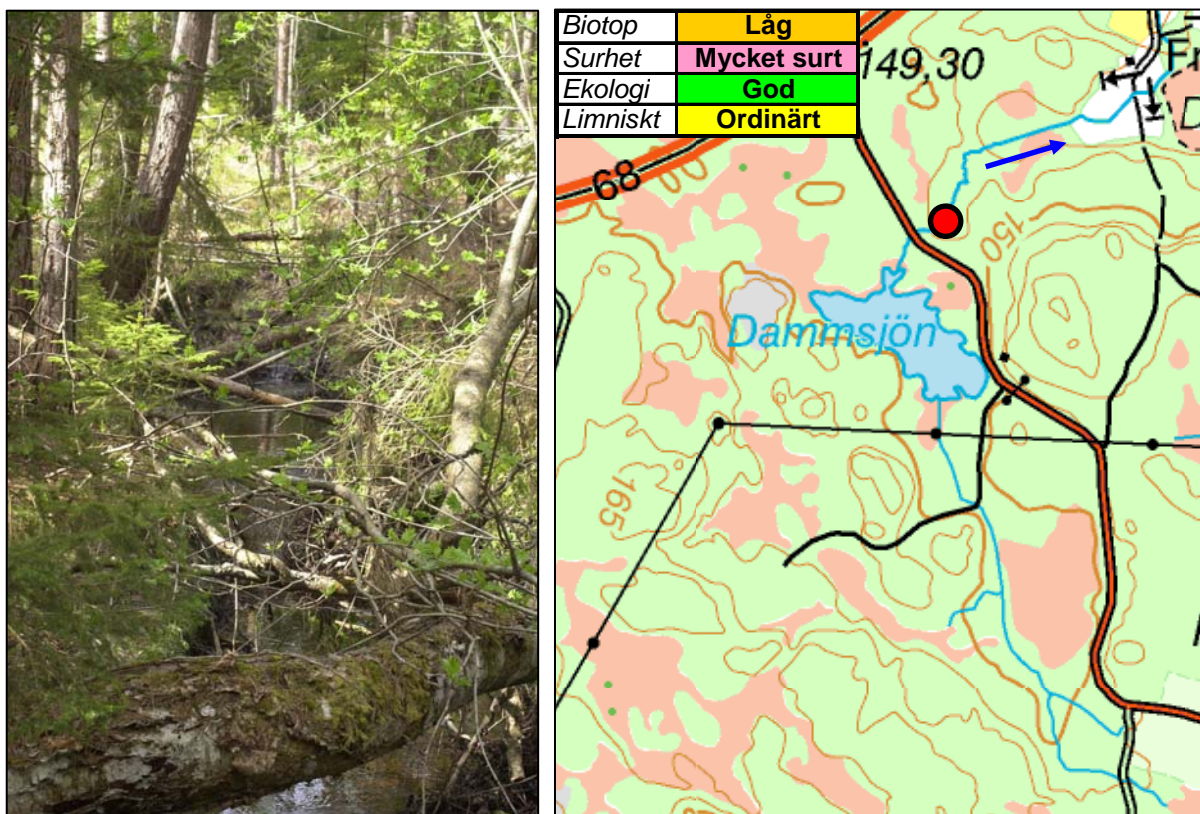 Biotop Låg
Surhet Mycket surt
Ekologi God
Limniskt Ordinärt
149,30
68
150
Dammsjön
165